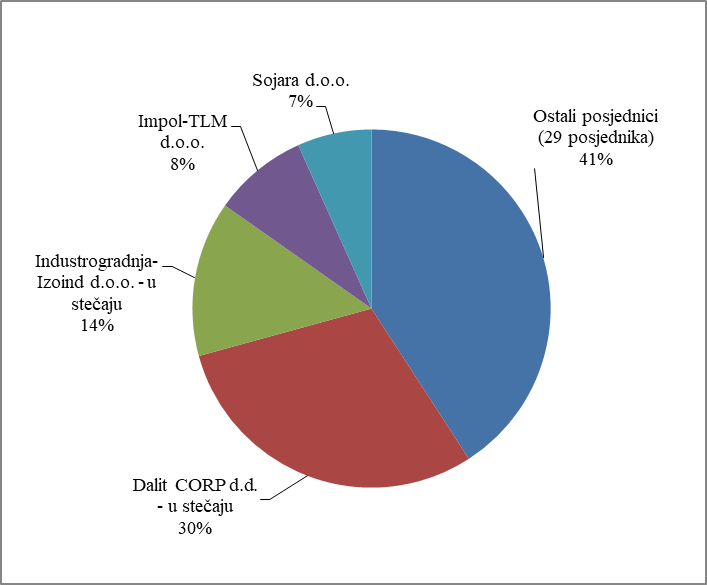 Sojara d.o.o.
7%
Impol-TLM
d.o.o.
8%
Ostali posjednici
(29 posjednika)
41%
Industrogradnja-
Izoind d.o.o. - u
stečaju
14%
Dalit CORP d.d.
- u stečaju
30%